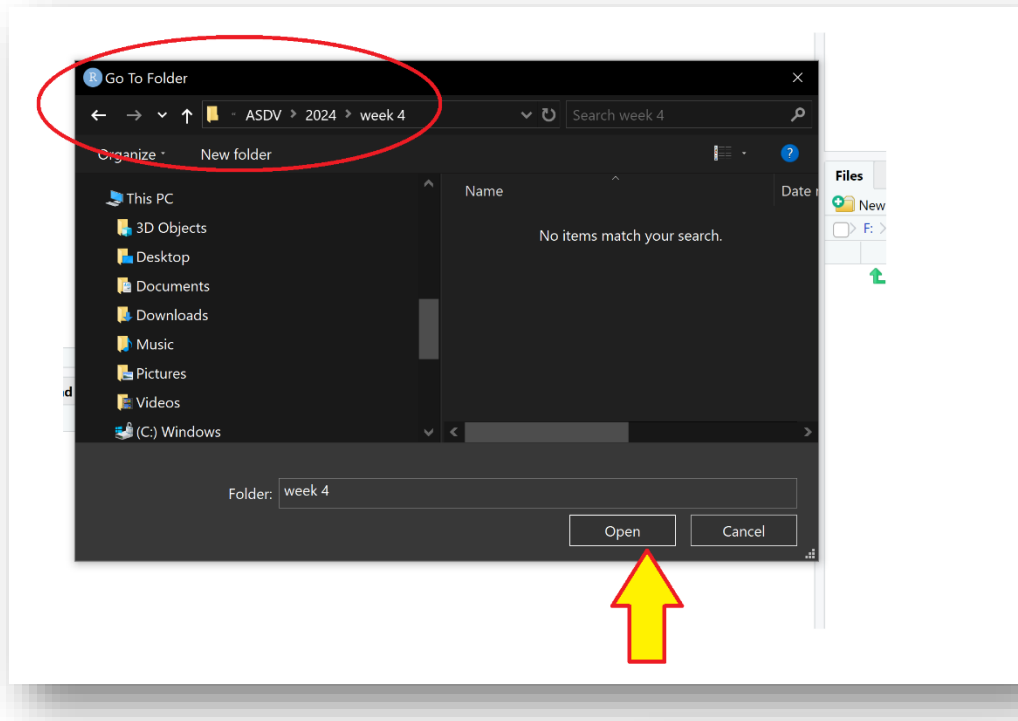 R Go To Folder
ASDV > 2024 > week 4
Search week 4
Organize
New folder
This PC
3D Objects
Desktop
Documents
Downloads
Music
Pictures
Videos
(C:) Windows
Name
Date
No items match your search.
Folder: week 4
Open
Cancel
Files
New
F: